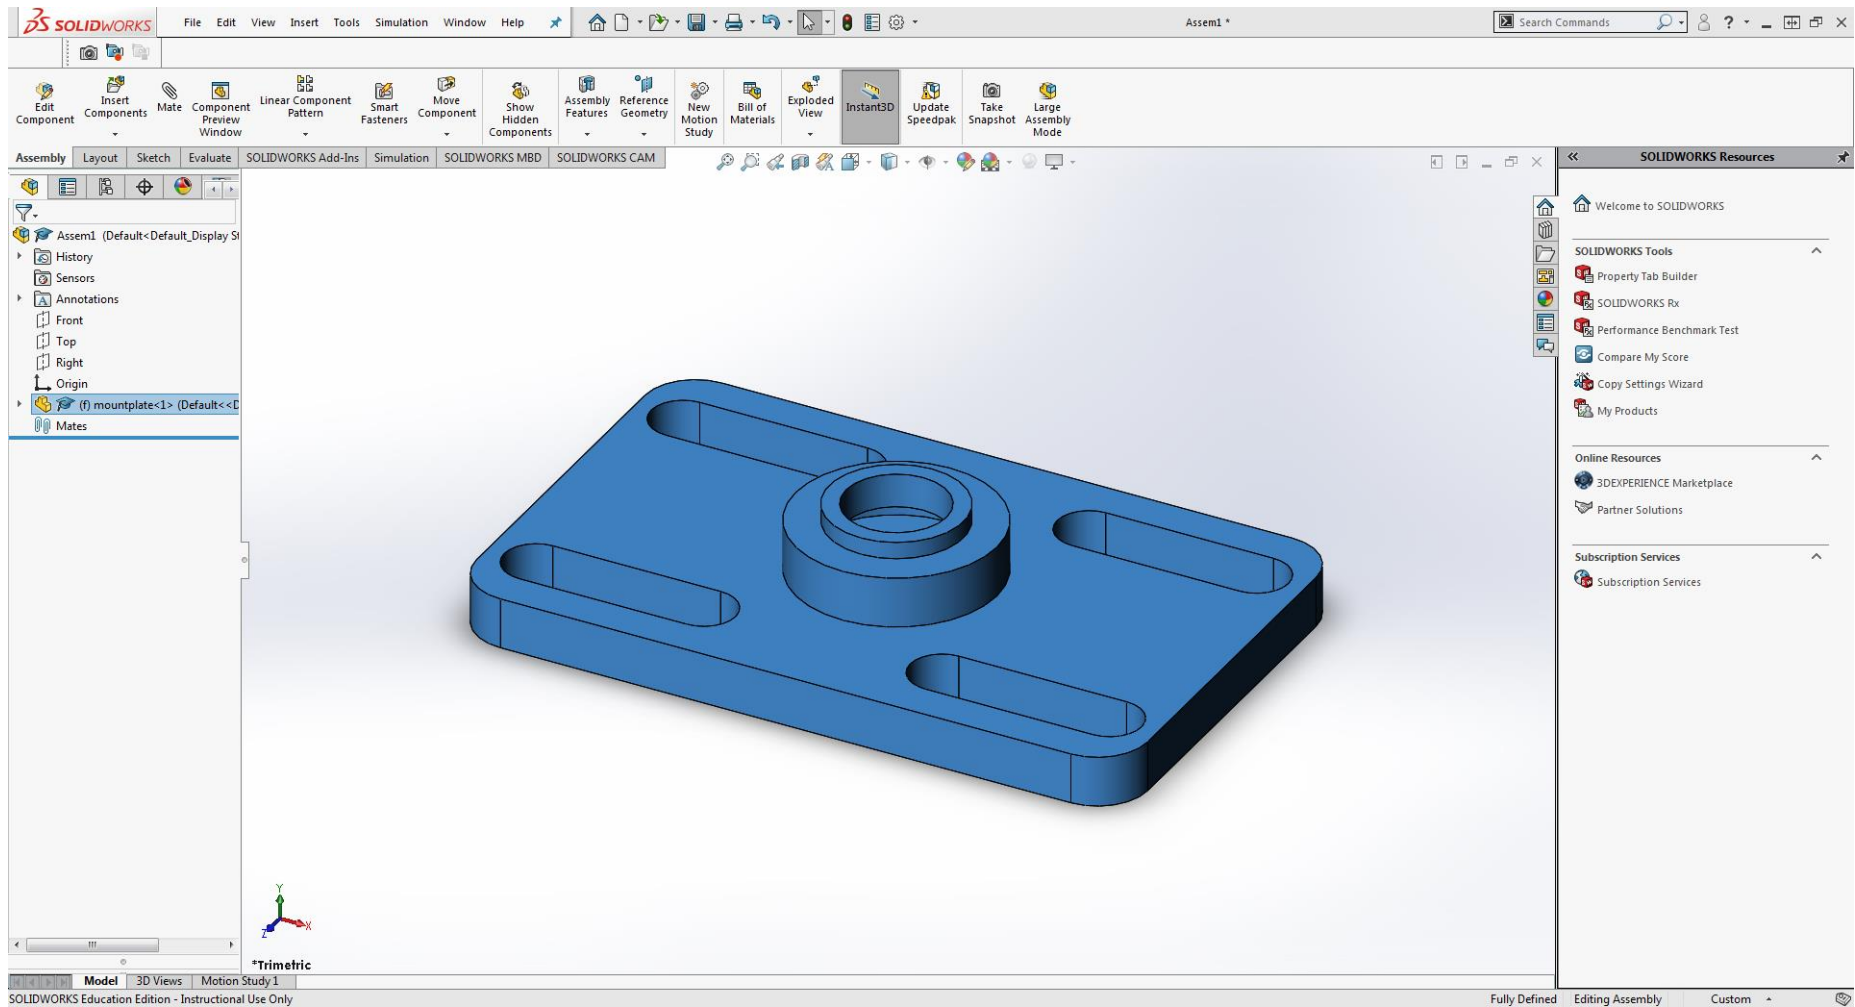 SOLIDWORKS File Edit View Insert Tools Simulation Window Help Assem1 * Search Commands ?
Edit Component
Insert Components
Mate
Component Preview Window
Linear Component Pattern
Smart Fasteners
Move Component
Show Hidden Components
Assembly Features
Reference Geometry
New Motion Study
Bill of Materials
Exploded View
Instant3D
Update Speedpak
Take Snapshot
Large Assembly Mode
Assembly Layout Sketch Evaluate SOLIDWORKS Add-Ins Simulation SOLIDWORKS MBD SOLIDWORKS CAM
Assem1 (Default<Default_Display St
History
Sensors
Annotations
Front
Top
Right
Origin
(f) mountplate<1> (Default<<D
Mates
Y
X
Z
*Trimetric
SOLIDWORKS Resources
Welcome to SOLIDWORKS
SOLIDWORKS Tools
Property Tab Builder
SOLIDWORKS Rx
Performance Benchmark Test
Compare My Score
Copy Settings Wizard
My Products
Online Resources
3DEXPERIENCE Marketplace
Partner Solutions
Subscription Services
Subscription Services
Model 3D Views Motion Study 1
SOLIDWORKS Education Edition - Instructional Use Only Fully Defined Editing Assembly Custom